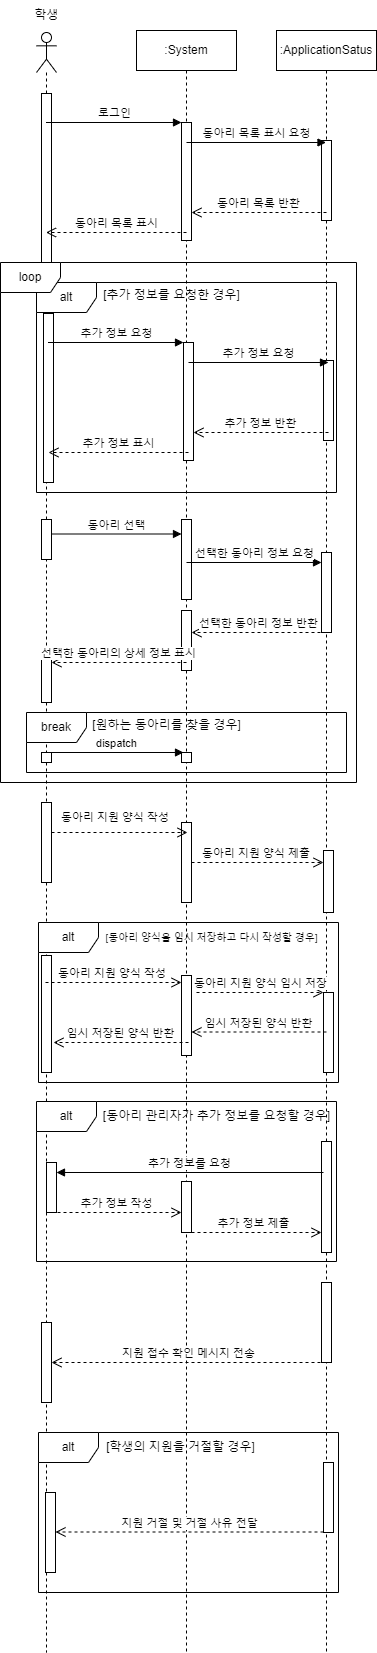 학생
:System
:ApplicationSatus
로그인
동아리 목록 표시 요청
동아리 목록 반환
동아리 목록 표시
loop
alt
[추가 정보를 요청한 경우]
추가 정보 요청
추가 정보 요청
추가 정보 반환
추가 정보 표시
동아리 선택
선택한 동아리 정보 요청
선택한 동아리 정보 반환
선택한 동아리의 상세 정보 표시
break
[원하는 동아리를 찾을 경우]
dispatch
동아리 지원 양식 작성
동아리 지원 양식 제출
alt
[동아리 양식을 임시 저장하고 다시 작성할 경우]
동아리 지원 양식 작성
동아리 지원 양식 임시 저장
임시 저장된 양식 반환
임시 저장된 양식 반환
alt
[동아리 관리자가 추가 정보를 요청할 경우]
추가 정보를 요청
추가 정보 작성
추가 정보 제출
지원 접수 확인 메시지 전송
alt
[학생의 지원을 거절할 경우]
지원 거절 및 거절 사유 전달